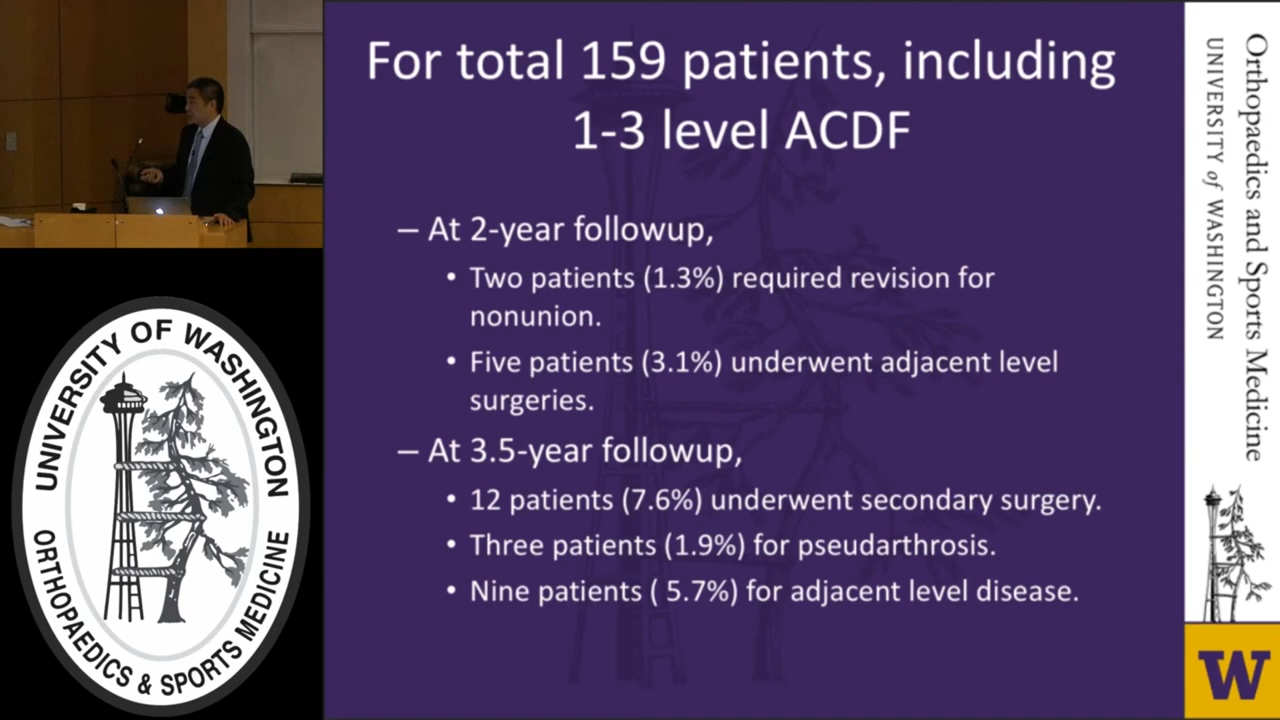 For total 159 patients, including
1-3 level ACDF
– At 2-year followup,
• Two patients (1.3%) required revision for
nonunion.
• Five patients (3.1%) underwent adjacent level
surgeries.
– At 3.5-year followup,
• 12 patients (7.6%) underwent secondary surgery.
• Three patients (1.9%) for pseudarthrosis.
• Nine patients ( 5.7%) for adjacent level disease.
Orthopaedics and Sports Medicine
UNIVERSITY of WASHINGTON
W
UNIVERSITY OF WASHINGTON
ORTHOPAEDICS & SPORTS MEDICINE